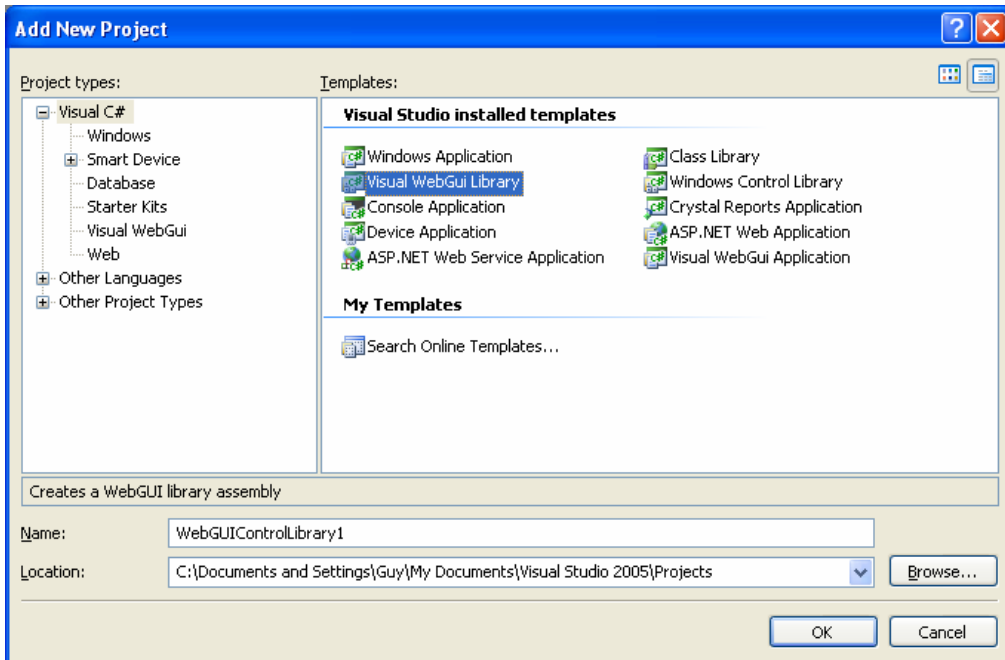 Add New Project
Project types:
Templates:
Visual C#
Windows
Smart Device
Database
Starter Kits
Visual WebGui
Web
Other Languages
Other Project Types
Visual Studio installed templates
Windows Application
Class Library
Visual WebGui Library
Windows Control Library
Console Application
Crystal Reports Application
Device Application
ASP.NET Web Application
ASP.NET Web Service Application
Visual WebGui Application
My Templates
Search Online Templates...
Creates a WebGUI library assembly
Name:
WebGUIControlLibrary1
Location:
C:\Documents and Settings\Guy\My Documents\Visual Studio 2005\Projects
Browse...
OK
Cancel